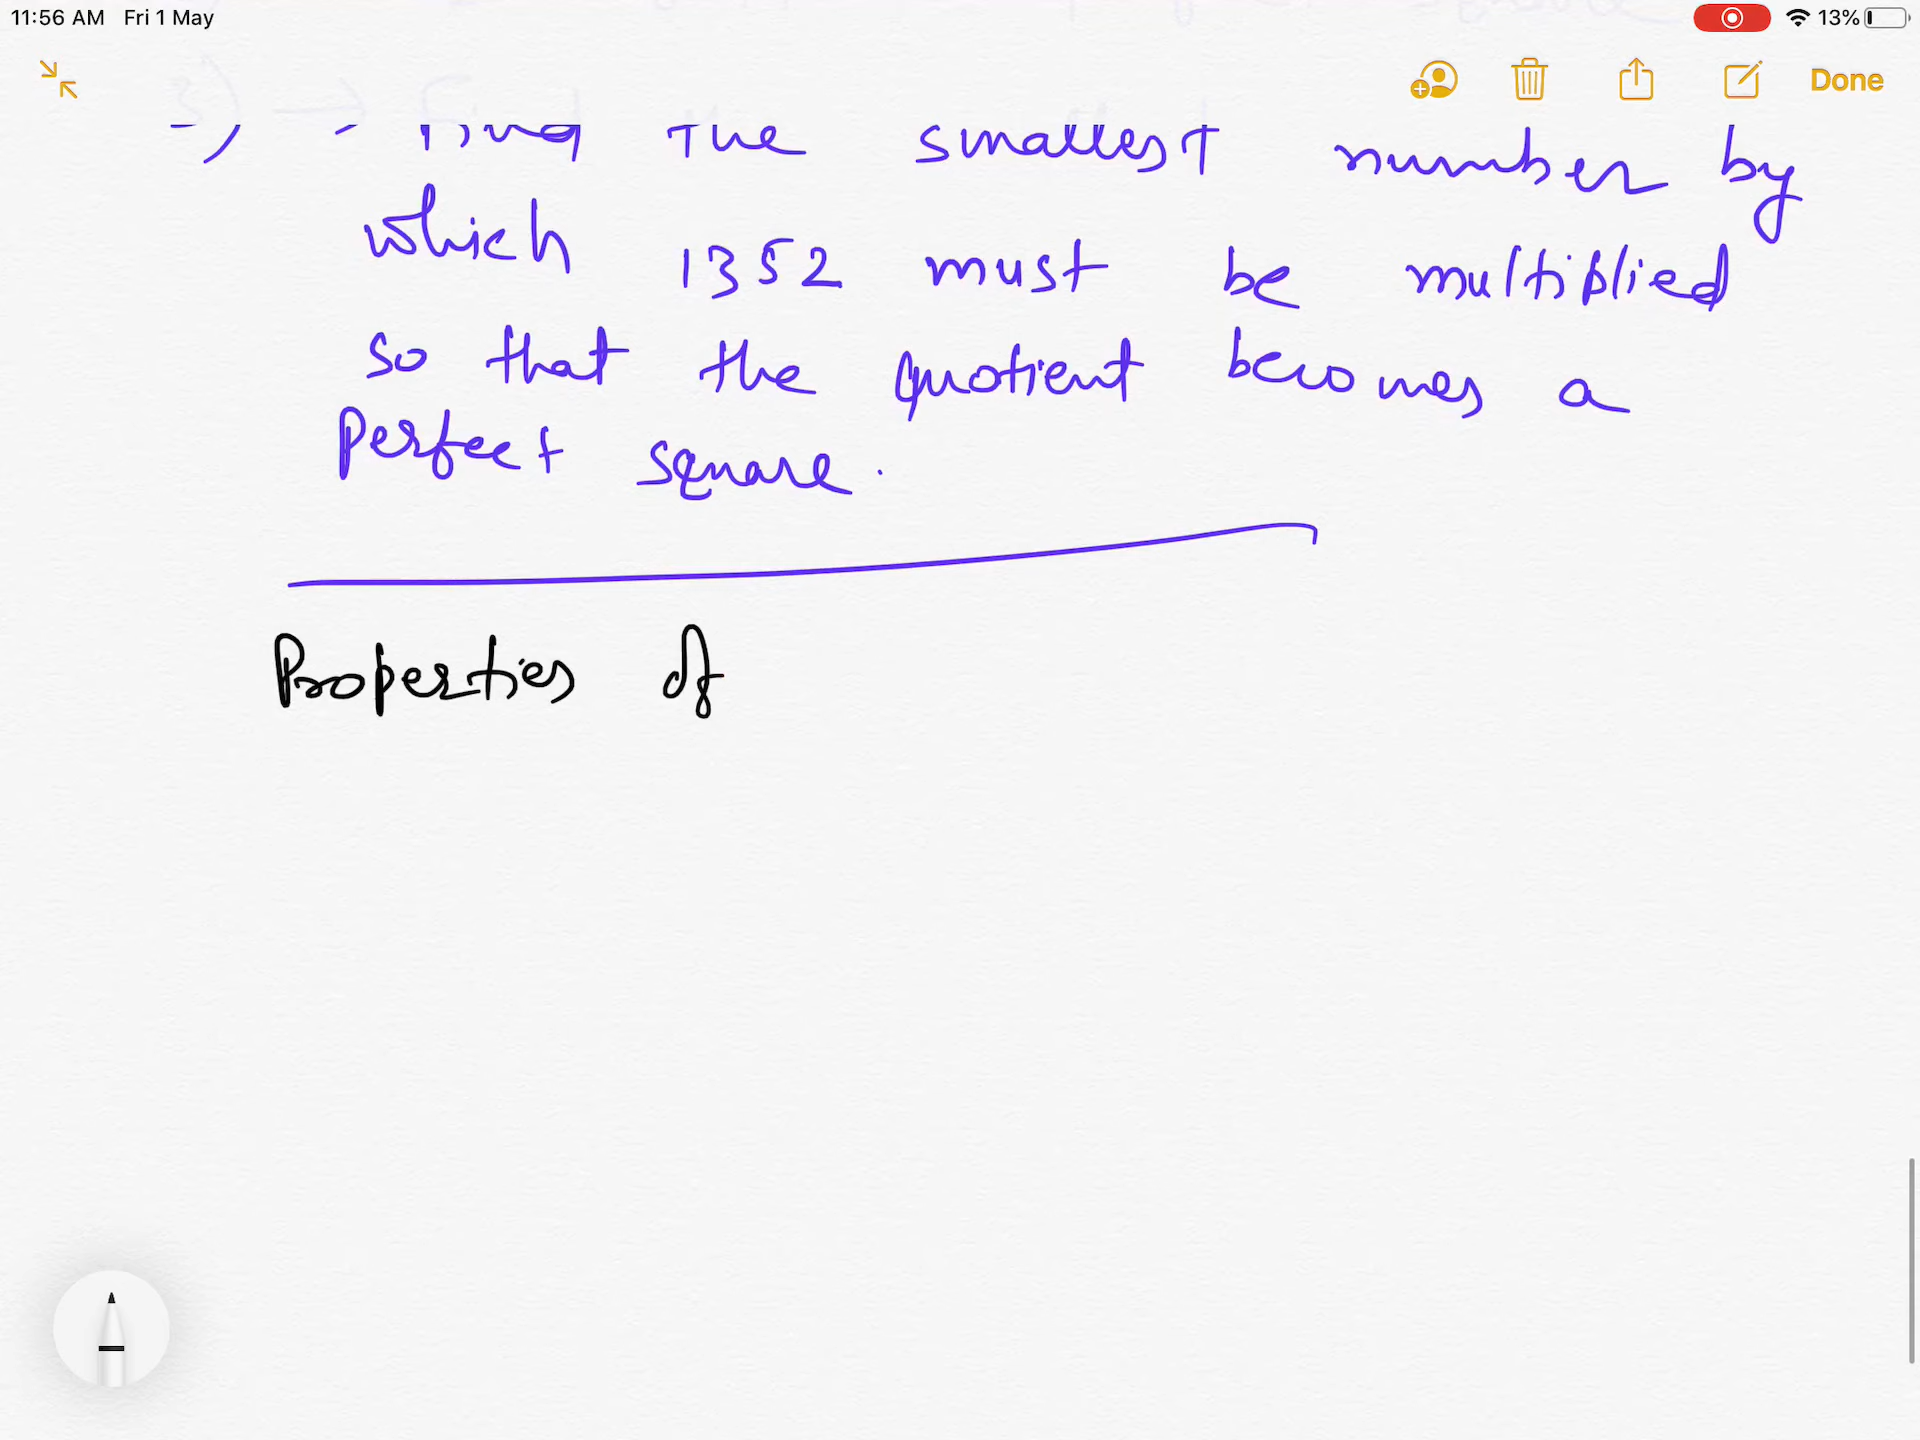 11:56 AM Fri 1 May 13%
Done
find the smallest number by
which 1352 must be multiplied
so that the quotient becomes a
Perfect square.
Properties of